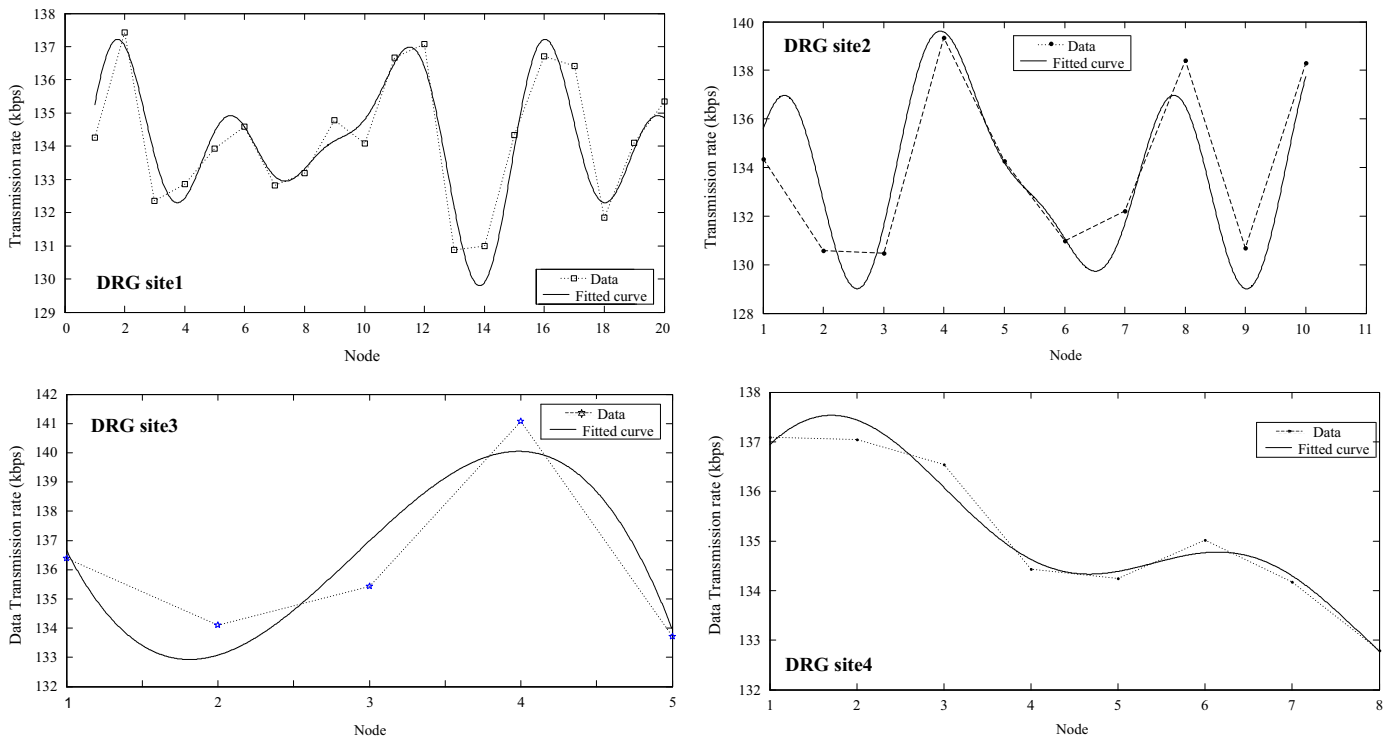 138
137
136
135
134
133
132
131
130
129
Transmission rate (kbps)
DRG site1
Data
Fitted curve
0 2 4 6 8 10 12 14 16 18 20
Node
140
138
136
134
132
130
128
Transmission rate (kbps)
DRG site2
Data
Fitted curve
1 2 3 4 5 6 7 8 9 10 11
Node
142
141
140
139
138
137
136
135
134
133
132
Data Transmission rate (kbps)
DRG site3
Data
Fitted curve
1 2 3 4 5
Node
138
137
136
135
134
133
132
Data Transmission rate (kbps)
DRG site4
Data
Fitted curve
1 2 3 4 5 6 7 8
Node